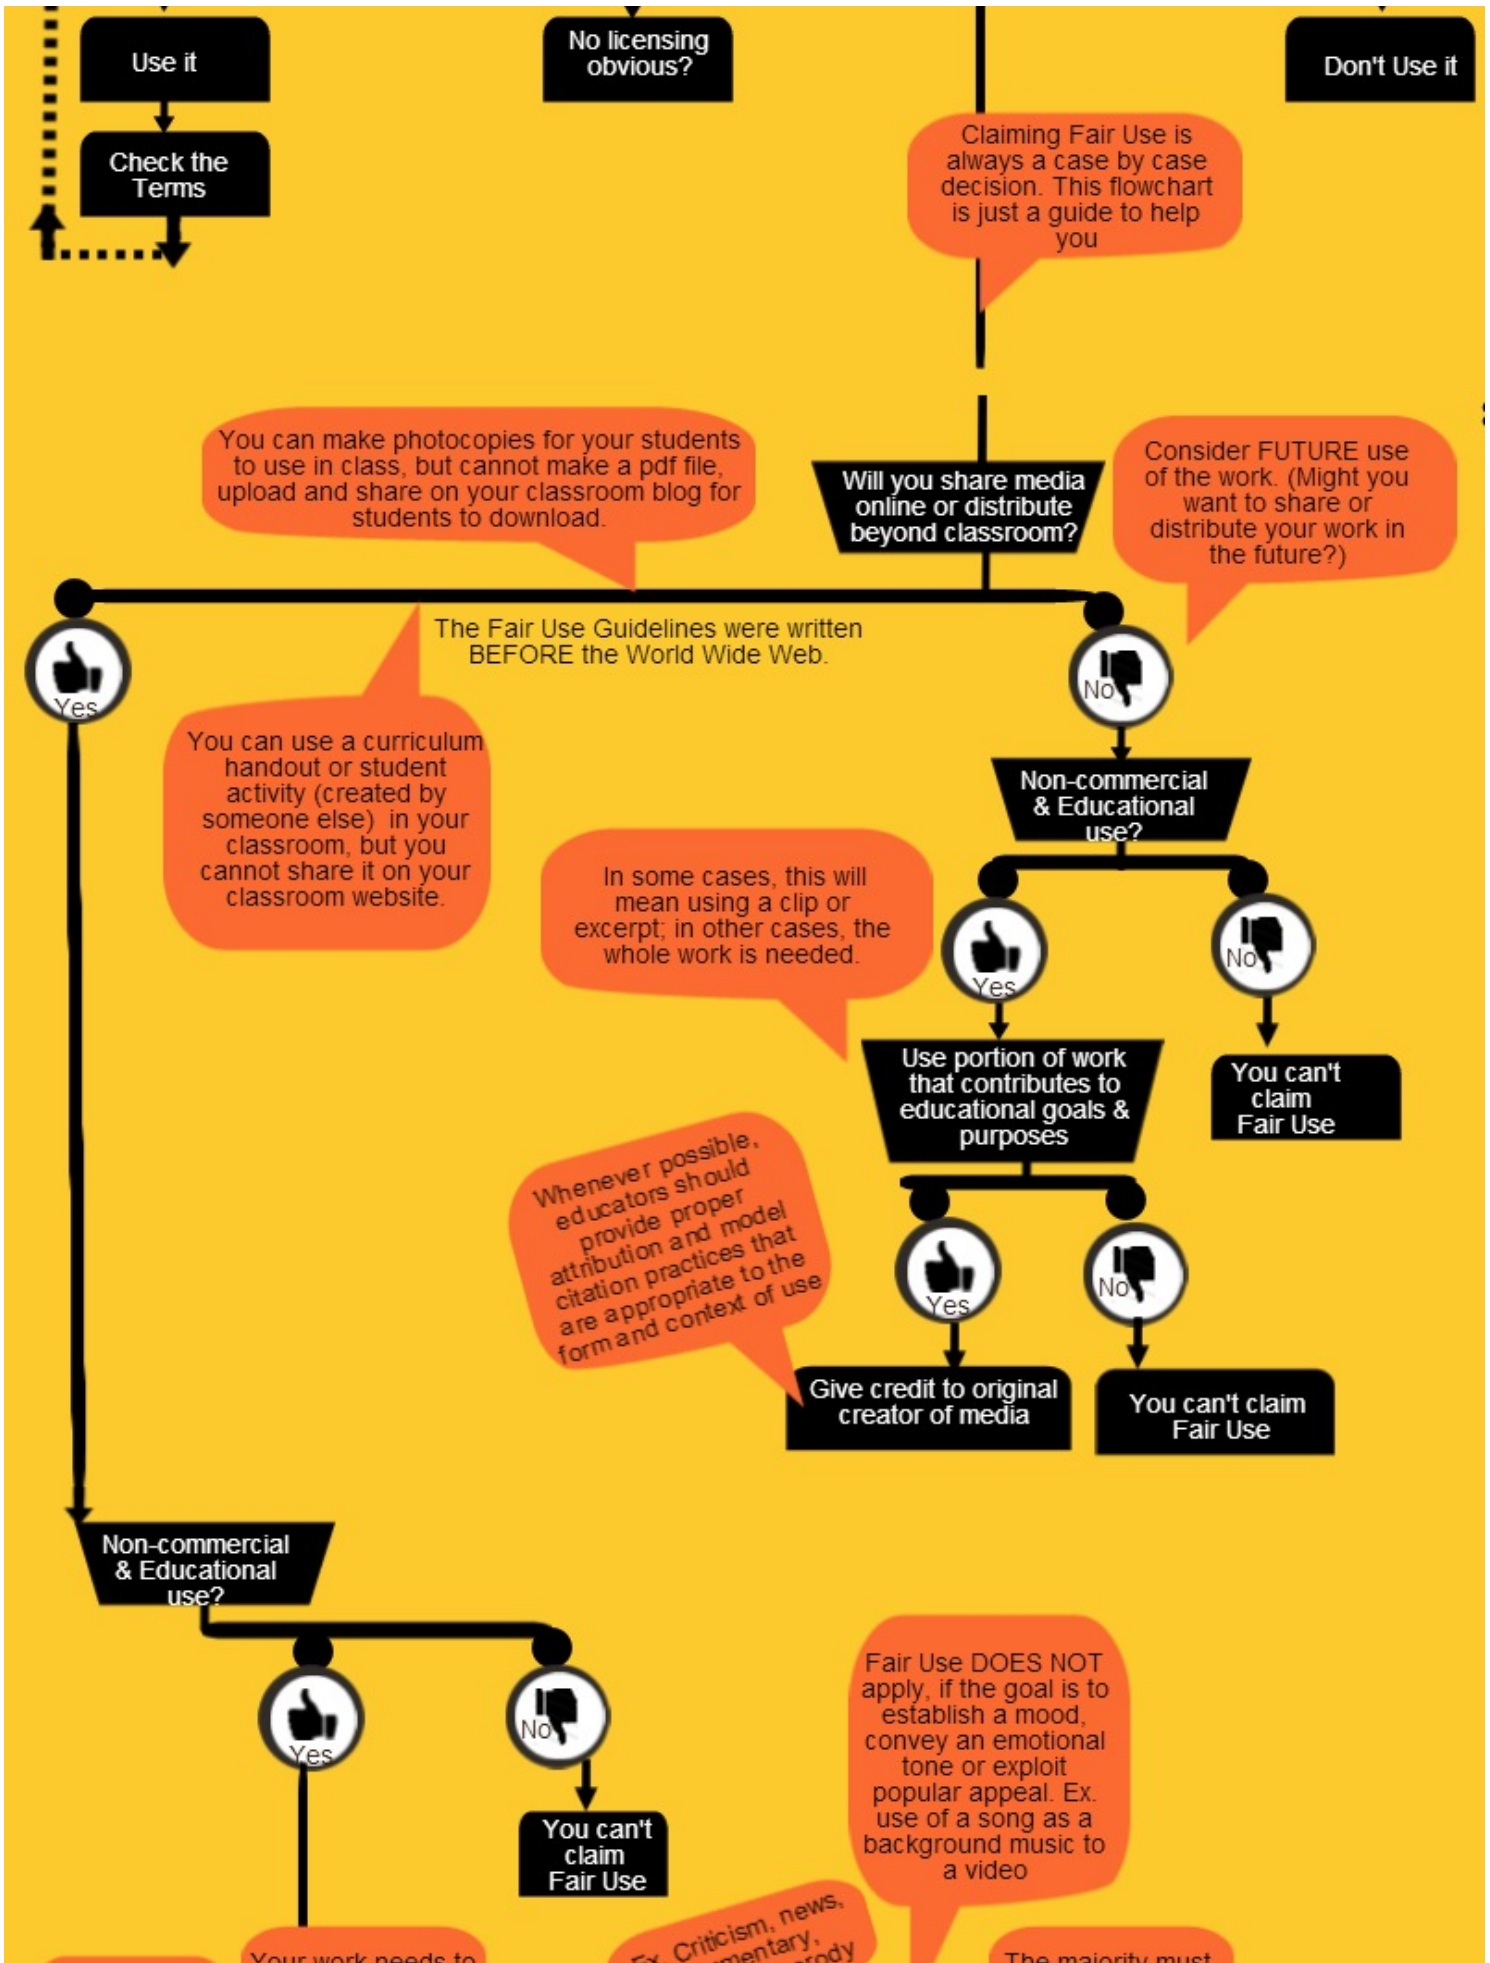 Use it
No licensing
obvious?
Don't Use it
Check the
Terms
Claiming Fair Use is
always a case by case
decision. This flowchart
is just a guide to help
you
You can make photocopies for your students
to use in class, but cannot make a pdf file,
upload and share on your classroom blog for
students to download.
Will you share media
online or distribute
beyond classroom?
Consider FUTURE use
of the work. (Might you
want to share or
distribute your work in
the future?)
The Fair Use Guidelines were written
BEFORE the World Wide Web.
Yes
No
You can use a curriculum
handout or student
activity (created by
someone else) in your
classroom, but you
cannot share it on your
classroom website.
Non-commercial
& Educational
use?
In some cases, this will
mean using a clip or
excerpt; in other cases, the
whole work is needed.
Yes
No
Use portion of work
that contributes to
educational goals &
purposes
You can't
claim
Fair Use
Whenever possible,
educators should
provide proper
attribution and model
citation practices that
are appropriate to the
form and context of use
Yes
No
Give credit to original
creator of media
You can't claim
Fair Use
Non-commercial
& Educational
use?
Yes
No
You can't
claim
Fair Use
Fair Use DOES NOT
apply, if the goal is to
establish a mood,
convey an emotional
tone or exploit
popular appeal. Ex.
use of a song as a
background music to
a video
Your work needs to
Ex. Criticism, news,
The majority must